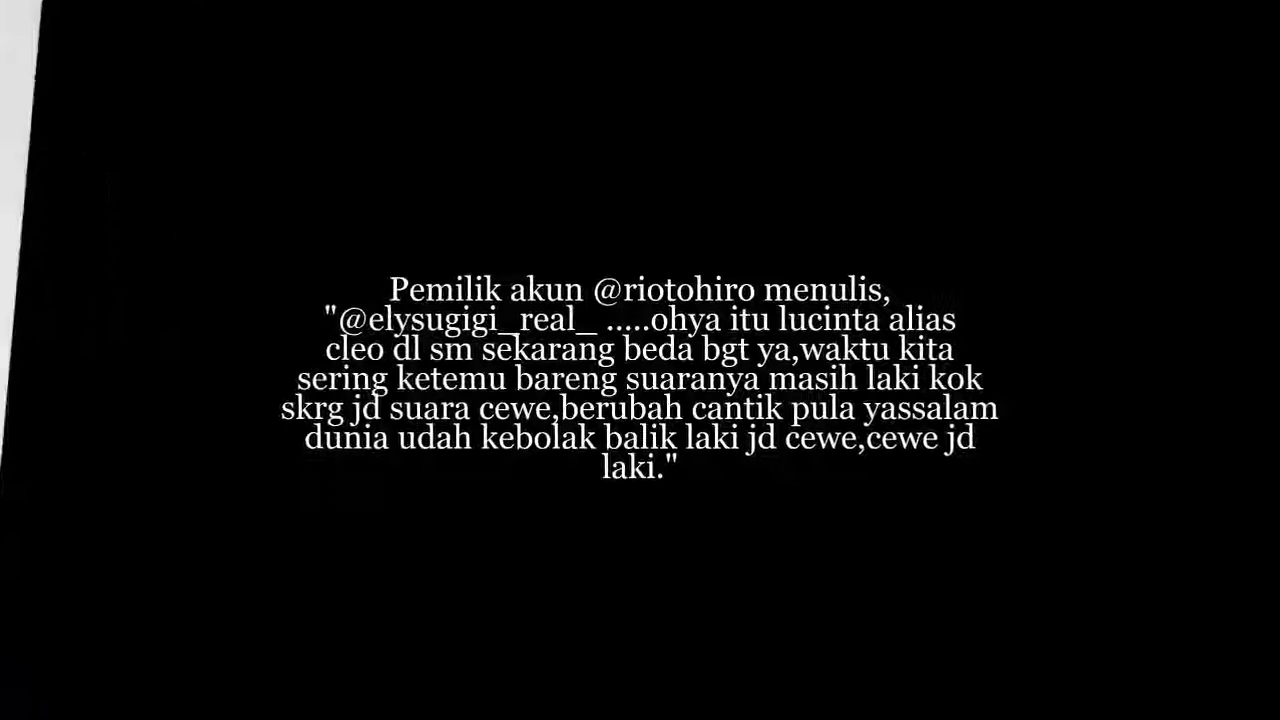 Pemilik akun @riotohiro menulis,
"@elysugigi_real_ .....ohya itu lucinta alias
cleo dl sm sekarang beda bgt ya,waktu kita
sering ketemu bareng suaranya masih laki kok
skrg jd suara cewe,berubah cantik pula yassalam
dunia udah kebolak balik laki jd cewe,cewe jd
laki."